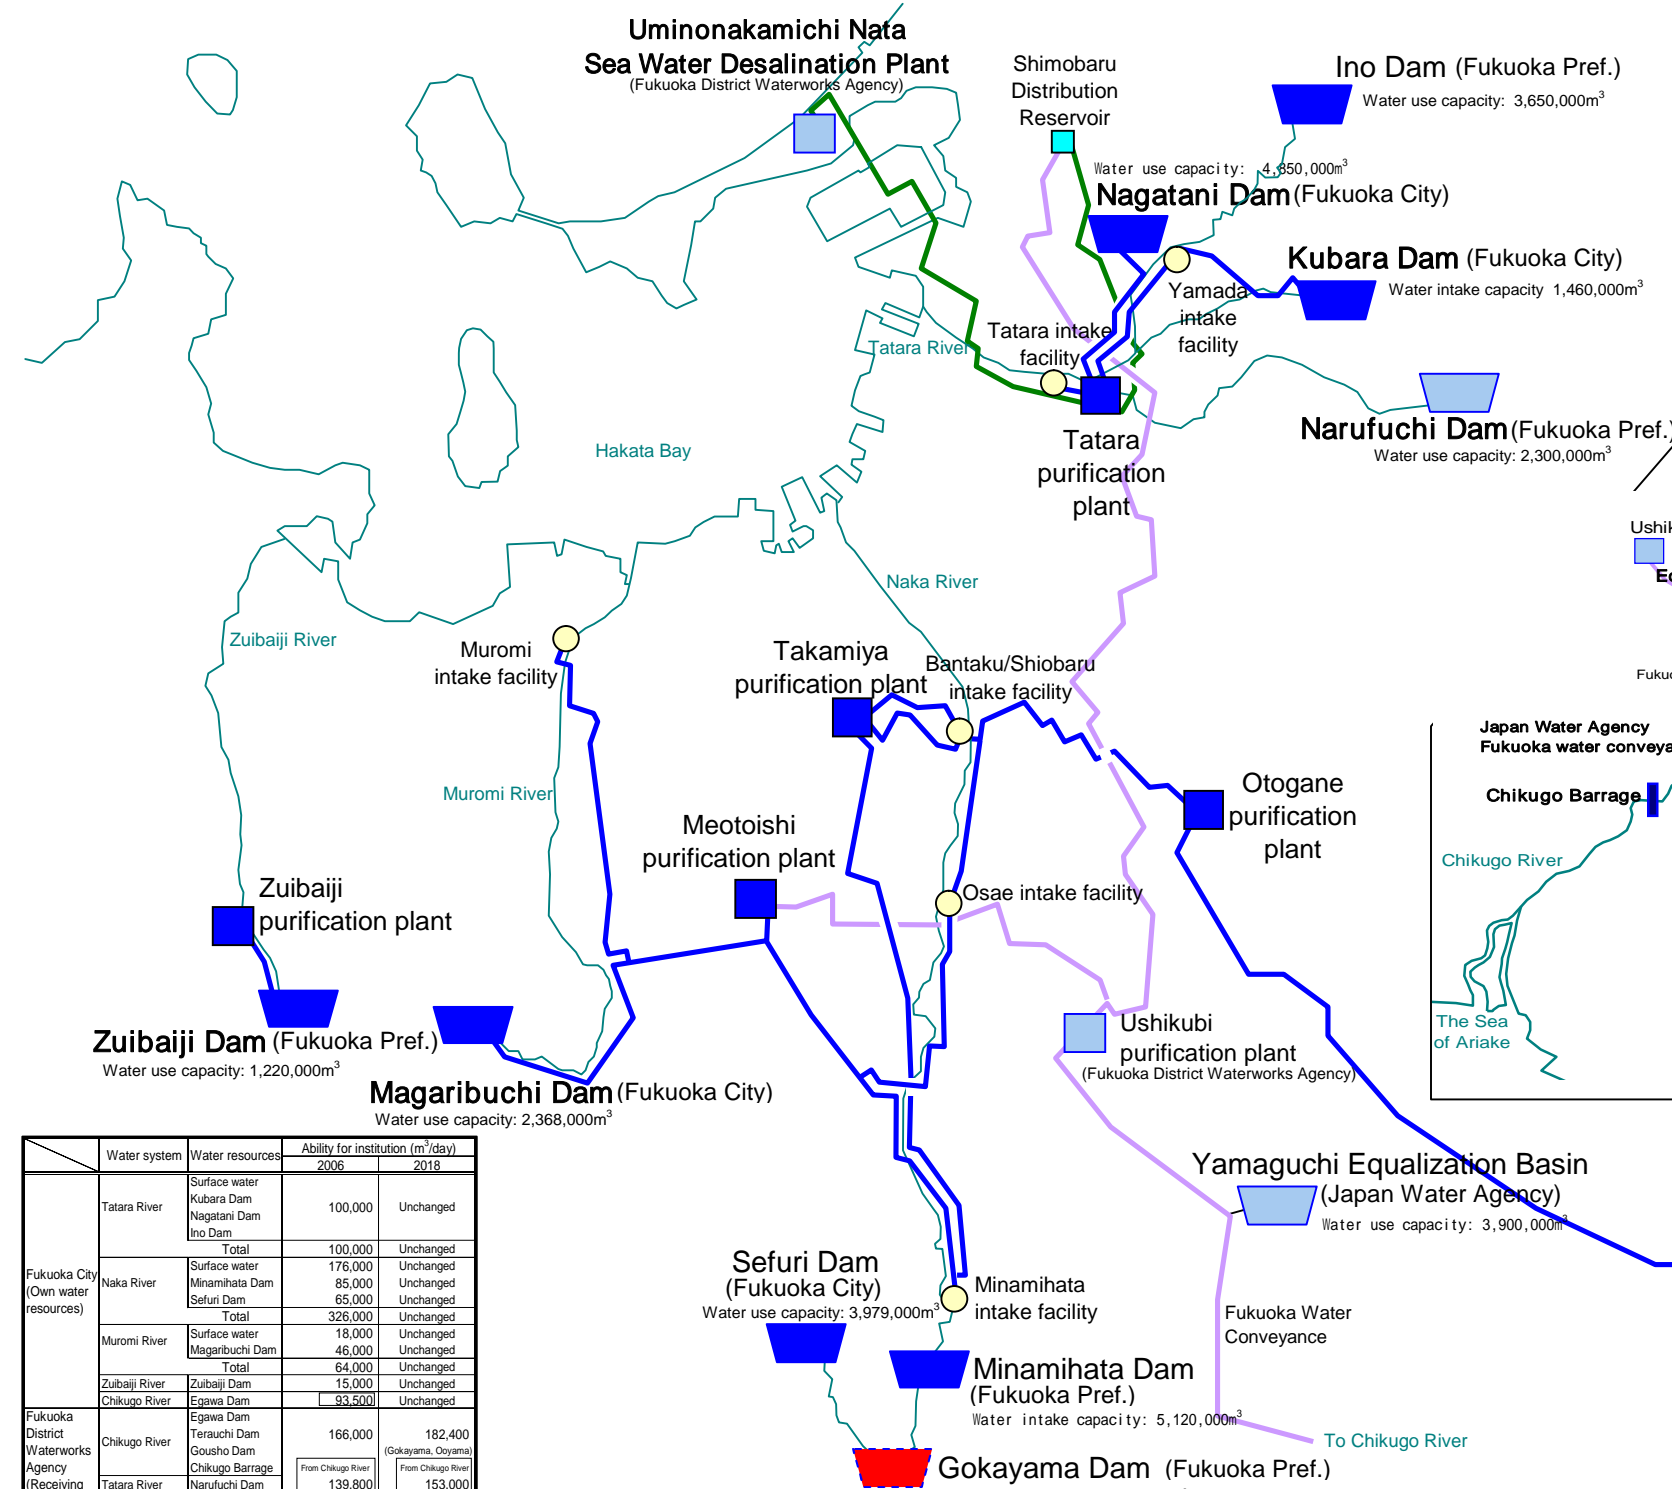 Uminonakamichi Nata
Sea Water Desalination Plant
(Fukuoka District Waterworks Agency)
Shimobaru
Distribution
Reservoir
Ino Dam (Fukuoka Pref.)
Water use capacity: 3,650,000m³
Water use capacity: 4,850,000m³
Nagatani Dam (Fukuoka City)
Kubara Dam (Fukuoka City)
Water intake capacity 1,460,000m³
Yamada
intake
facility
Tatara intake
facility
Tatara River
Narufuchi Dam (Fukuoka Pref.)
Water use capacity: 2,300,000m³
Tatara
purification
plant
Hakata Bay
Naka River
Zuibaiji River
Muromi
intake facility
Takamiya
purification plant
Bantaku/Shiobaru
intake facility
Japan Water Agency
Chikugo Barrage
Chikugo River
The Sea
of Ariake
Muromi River
Otogane
purification
plant
Meotoishi
purification plant
Zuibaiji
purification plant
Osae intake facility
Zuibaiji Dam (Fukuoka Pref.)
Water use capacity: 1,220,000m³
Magaribuchi Dam (Fukuoka City)
Water use capacity: 2,368,000m³
Ushikubi
purification plant
(Fukuoka District Waterworks Agency)
Yamaguchi Equalization Basin
(Japan Water Agency)
Water use capacity: 3,900,000m³
Sefuri Dam
(Fukuoka City)
Water use capacity: 3,979,000m³
Minamihata
intake facility
Fukuoka Water
Conveyance
Minamihata Dam
(Fukuoka Pref.)
Water intake capacity: 5,120,000m³
To Chikugo River
Gokayama Dam (Fukuoka Pref.)
Water system Water resources Ability for institution (m³/day)
2006 2018
Fukuoka City
(Own water
resources)
Tatara River
Surface water
Kubara Dam
Nagatani Dam
Ino Dam
100,000 Unchanged
Total 100,000 Unchanged
Naka River
Surface water 176,000 Unchanged
Minamihata Dam 85,000 Unchanged
Sefuri Dam 65,000 Unchanged
Total 326,000 Unchanged
Muromi River
Surface water 18,000 Unchanged
Magaribuchi Dam 46,000 Unchanged
Total 64,000 Unchanged
Zuibaiji River Zuibaiji Dam 15,000 Unchanged
Chikugo River Egawa Dam 93,500 Unchanged
Fukuoka
District
Waterworks
Agency
(Receiving
Chikugo River
Egawa Dam
Terauchi Dam
Gousho Dam
Chikugo Barrage
166,000 182,400
(Gokayama, Ooyama)
From Chikugo River From Chikugo River
139,800 153,000
Tatara River Narufuchi Dam
Fukuoka water